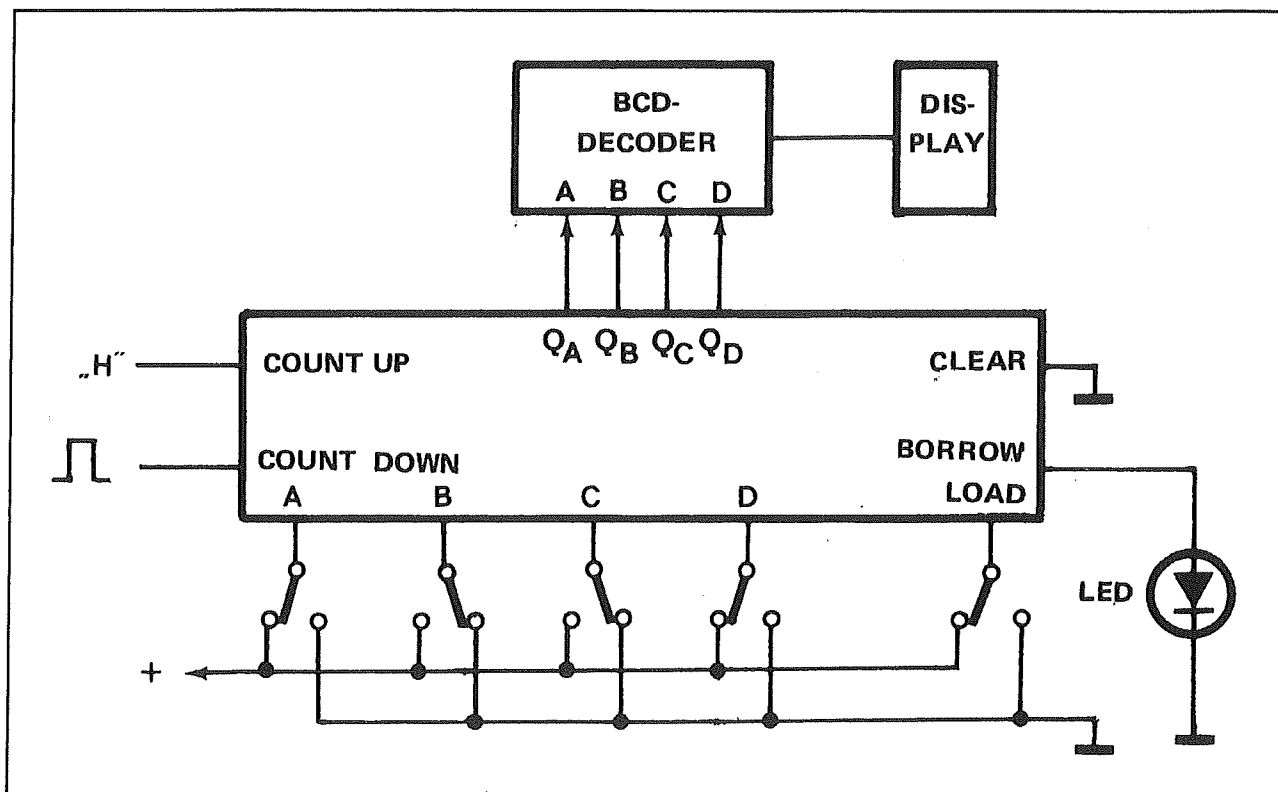 BCD-
DECODER
A B C D
DIS-
PLAY
„H"
COUNT UP
QA QB QC QD
CLEAR
COUNT DOWN
BORROW
A B C D
LOAD
LED
+